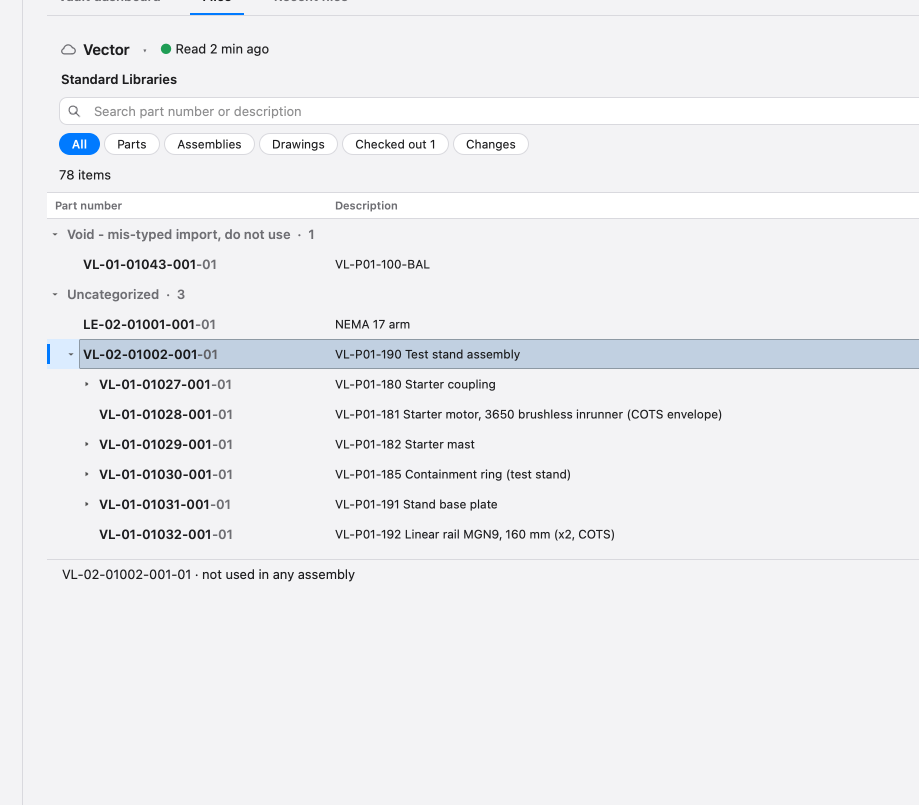 Vault dashboard Files Recent files
Vector · Read 2 min ago
Standard Libraries
Search part number or description
All Parts Assemblies Drawings Checked out 1 Changes
78 items
Part number Description
Void - mis-typed import, do not use · 1
VL-01-01043-001-01 VL-P01-100-BAL
Uncategorized · 3
LE-02-01001-001-01 NEMA 17 arm
VL-02-01002-001-01 VL-P01-190 Test stand assembly
VL-01-01027-001-01 VL-P01-180 Starter coupling
VL-01-01028-001-01 VL-P01-181 Starter motor, 3650 brushless inrunner (COTS envelope)
VL-01-01029-001-01 VL-P01-182 Starter mast
VL-01-01030-001-01 VL-P01-185 Containment ring (test stand)
VL-01-01031-001-01 VL-P01-191 Stand base plate
VL-01-01032-001-01 VL-P01-192 Linear rail MGN9, 160 mm (x2, COTS)
VL-02-01002-001-01 · not used in any assembly